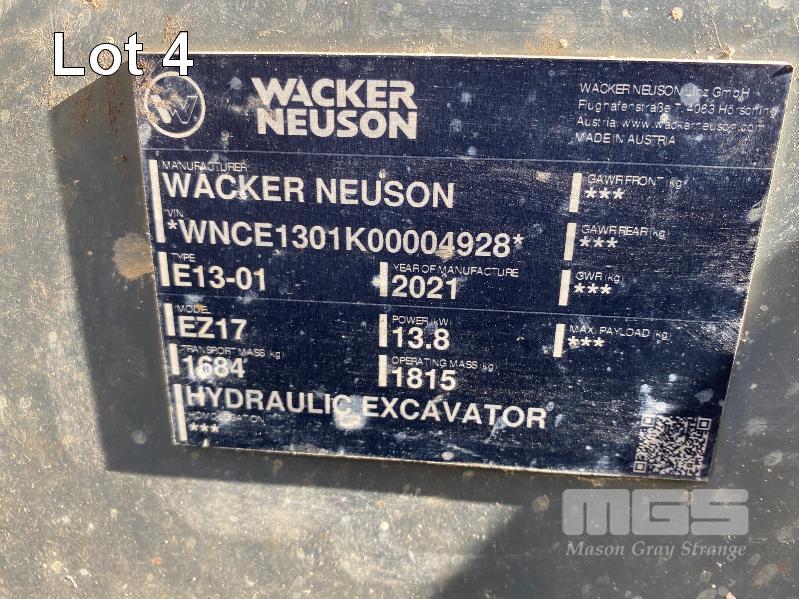 Lot 4
WACKER
NEUSON
WACKER NEUSON Linz GmbH
Flughafenstraße 7, 4063 Hörsching
Austria, www.wackerneuson.com
MADE IN AUSTRIA
MANUFACTURER
WACKER NEUSON
GAWR FRONT (kg)
***
VIN
*WNCE1301K00004928*
GAWR REAR (kg)
***
TYPE
E13-01
YEAR OF MANUFACTURE
2021
GWR (kg)
***
MODEL
EZ17
POWER (kW)
13.8
MAX. PAYLOAD (kg)
***
TRANSPORT MASS (kg)
1684
OPERATING MASS (kg)
1815
HYDRAULIC EXCAVATOR
HOMOLOGATION
***
MGS
Mason Gray Strange